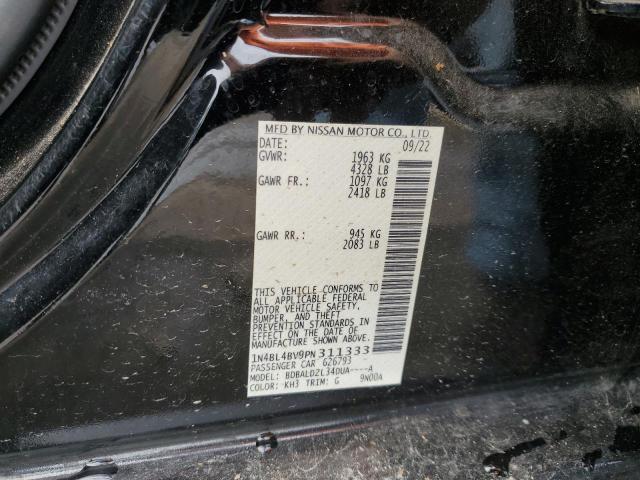 MFD BY NISSAN MOTOR CO., LTD.
DATE: 09/22
GVWR: 1963 KG
4328 LB
GAWR FR.: 1097 KG
2418 LB
GAWR RR.: 945 KG
2083 LB
THIS VEHICLE CONFORMS TO
ALL APPLICABLE FEDERAL
MOTOR VEHICLE SAFETY,
BUMPER, AND THEFT
PREVENTION STANDARDS IN
EFFECT ON THE DATE OF
MANUFACTURE SHOWN ABOVE.
1N4BL4BV9PN311333
PASSENGER CAR 626793
MODEL: BDBALD2L34DUA----A
COLOR: KH3 TRIM: G 9N00A